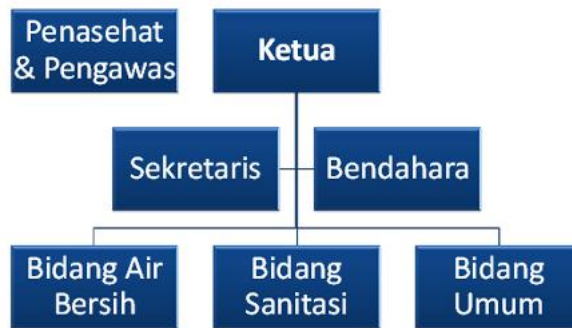 Penasehat
& Pengawas
Ketua
Sekretaris
Bendahara
Bidang Air
Bersih
Bidang
Sanitasi
Bidang
Umum